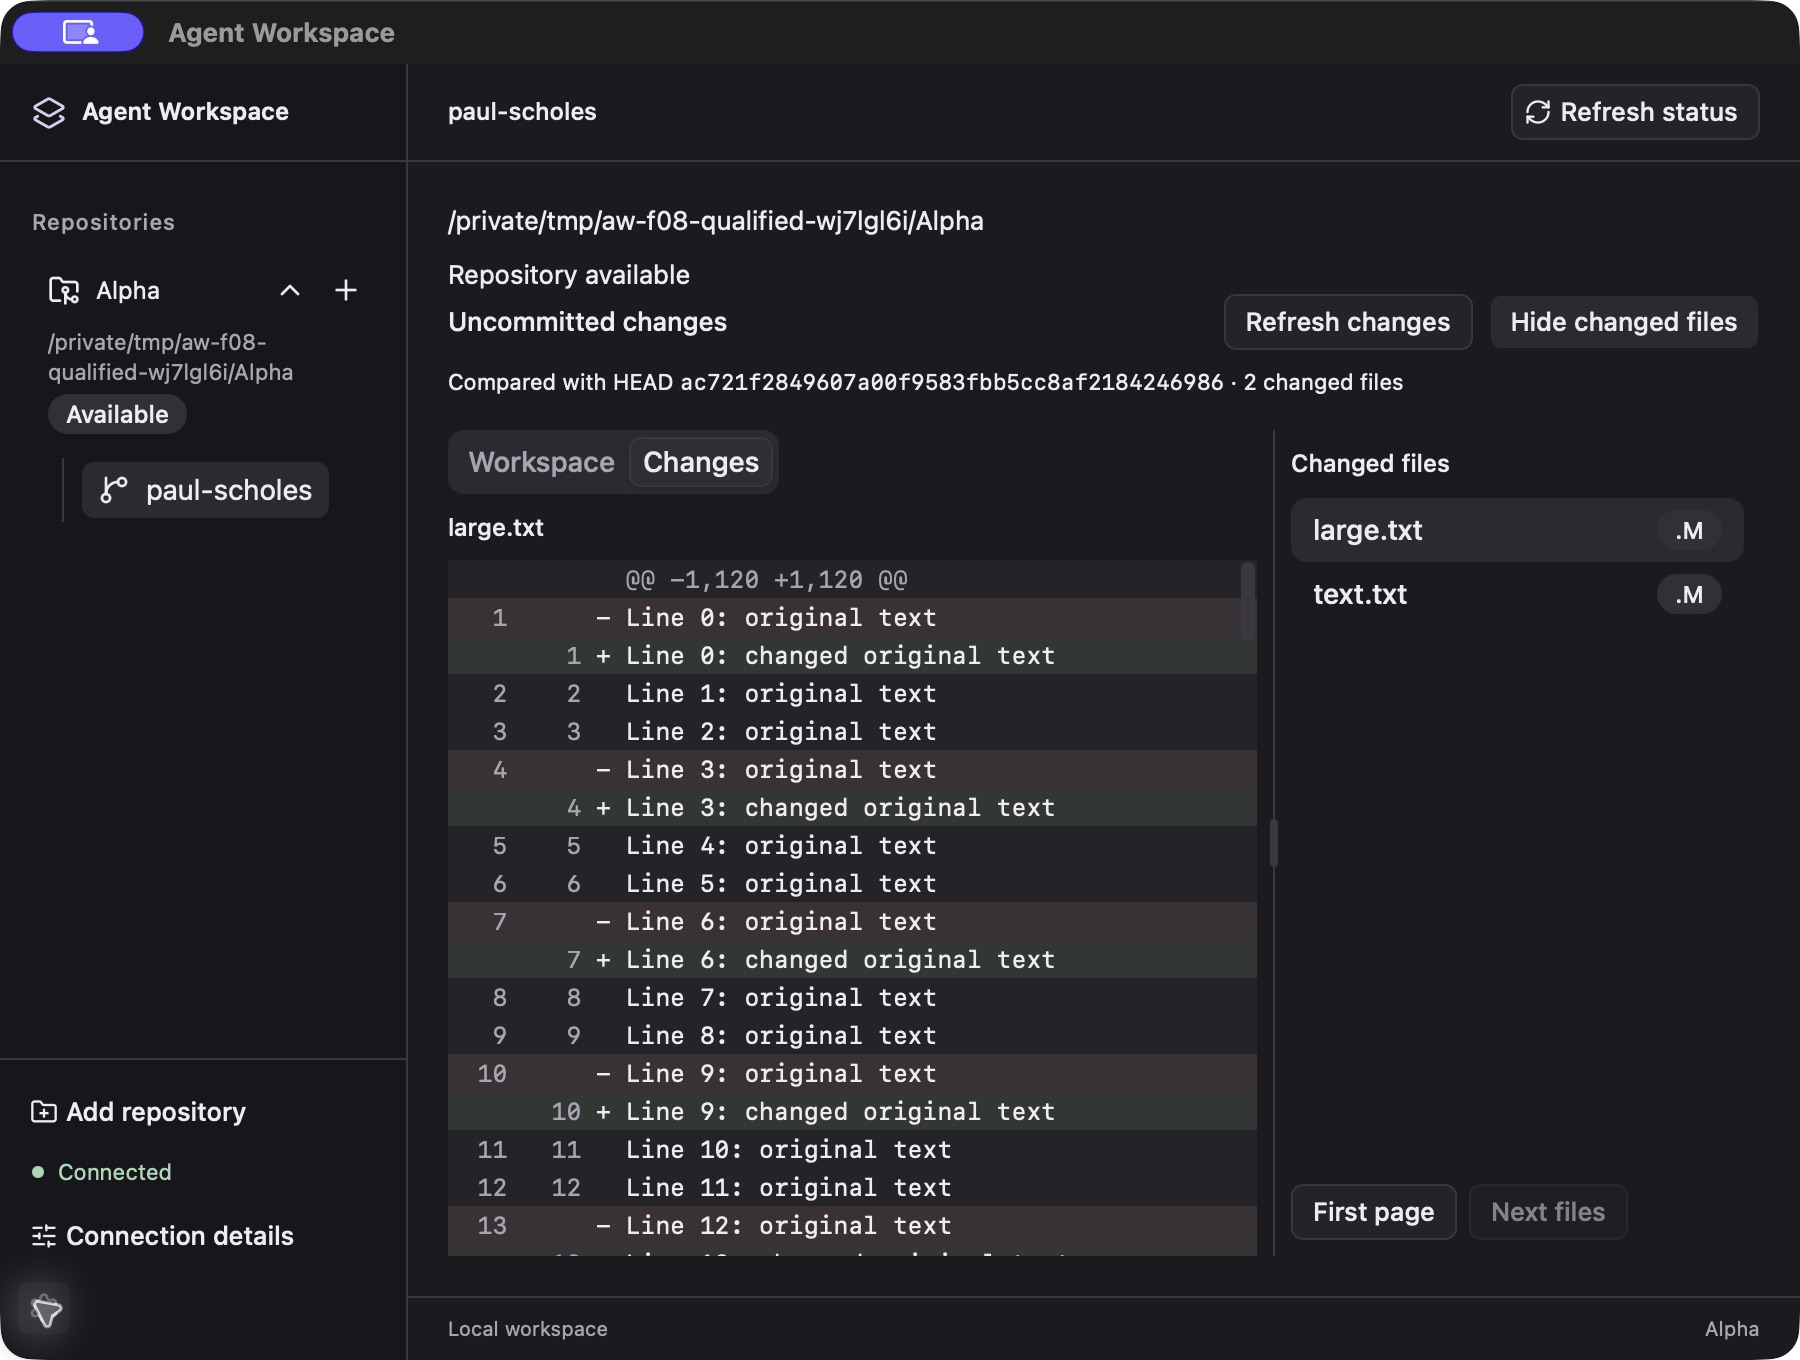 Agent Workspace
Agent Workspace
Repositories
Alpha
/private/tmp/aw-f08-
qualified-wj7lgl6i/Alpha
Available
paul-scholes
Add repository
Connected
Connection details
paul-scholes
Refresh status
/private/tmp/aw-f08-qualified-wj7lgl6i/Alpha
Repository available
Uncommitted changes
Refresh changes
Hide changed files
Compared with HEAD ac721f2849607a00f9583fbb5cc8af2184246986 · 2 changed files
Workspace
Changes
large.txt
@@ −1,120 +1,120 @@
1 − Line 0: original text
1 + Line 0: changed original text
2 2 Line 1: original text
3 3 Line 2: original text
4 − Line 3: original text
4 + Line 3: changed original text
5 5 Line 4: original text
6 6 Line 5: original text
7 − Line 6: original text
7 + Line 6: changed original text
8 8 Line 7: original text
9 9 Line 8: original text
10 − Line 9: original text
10 + Line 9: changed original text
11 11 Line 10: original text
12 12 Line 11: original text
13 − Line 12: original text
Changed files
large.txt .M
text.txt .M
First page
Next files
Local workspace
Alpha